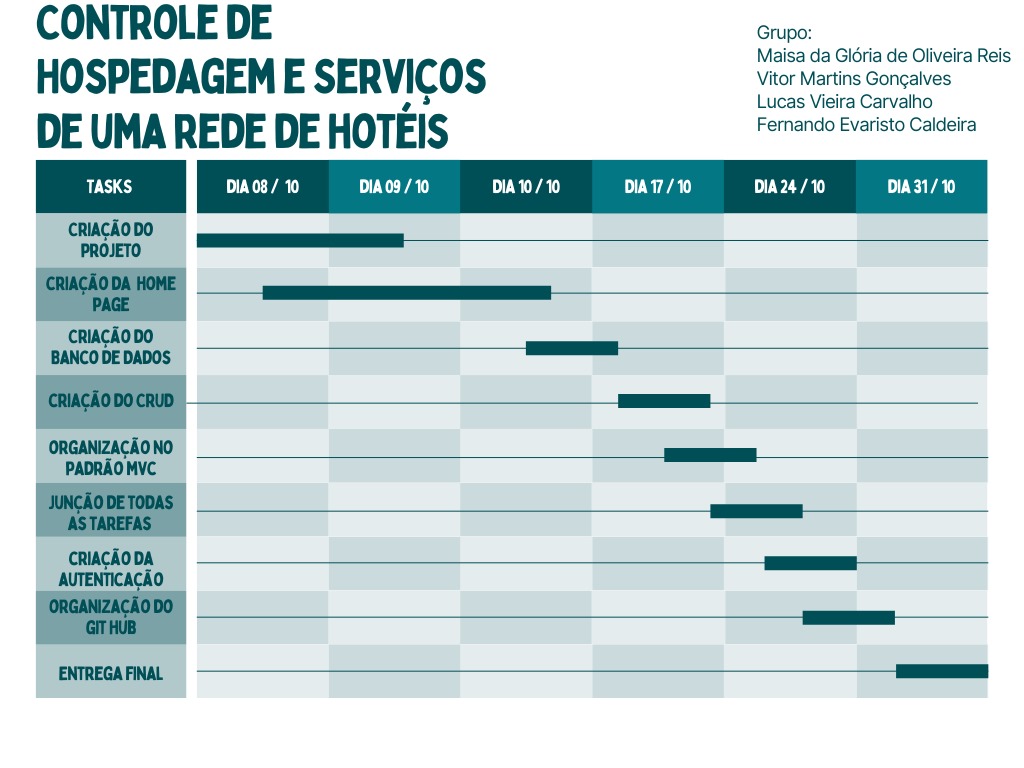 CONTROLE DE
HOSPEDAGEM E SERVIÇOS
DE UMA REDE DE HOTÉIS
Grupo:
Maisa da Glória de Oliveira Reis
Vitor Martins Gonçalves
Lucas Vieira Carvalho
Fernando Evaristo Caldeira
TASKS DIA 08 / 10 DIA 09 / 10 DIA 10 / 10 DIA 17 / 10 DIA 24 / 10 DIA 31 / 10
CRIAÇÃO DO
PROJETO
CRIAÇÃO DA HOME
PAGE
CRIAÇÃO DO
BANCO DE DADOS
CRIAÇÃO DO CRUD
ORGANIZAÇÃO NO
PADRÃO MVC
JUNÇÃO DE TODAS
AS TAREFAS
CRIAÇÃO DA
AUTENTICAÇÃO
ORGANIZAÇÃO DO
GIT HUB
ENTREGA FINAL